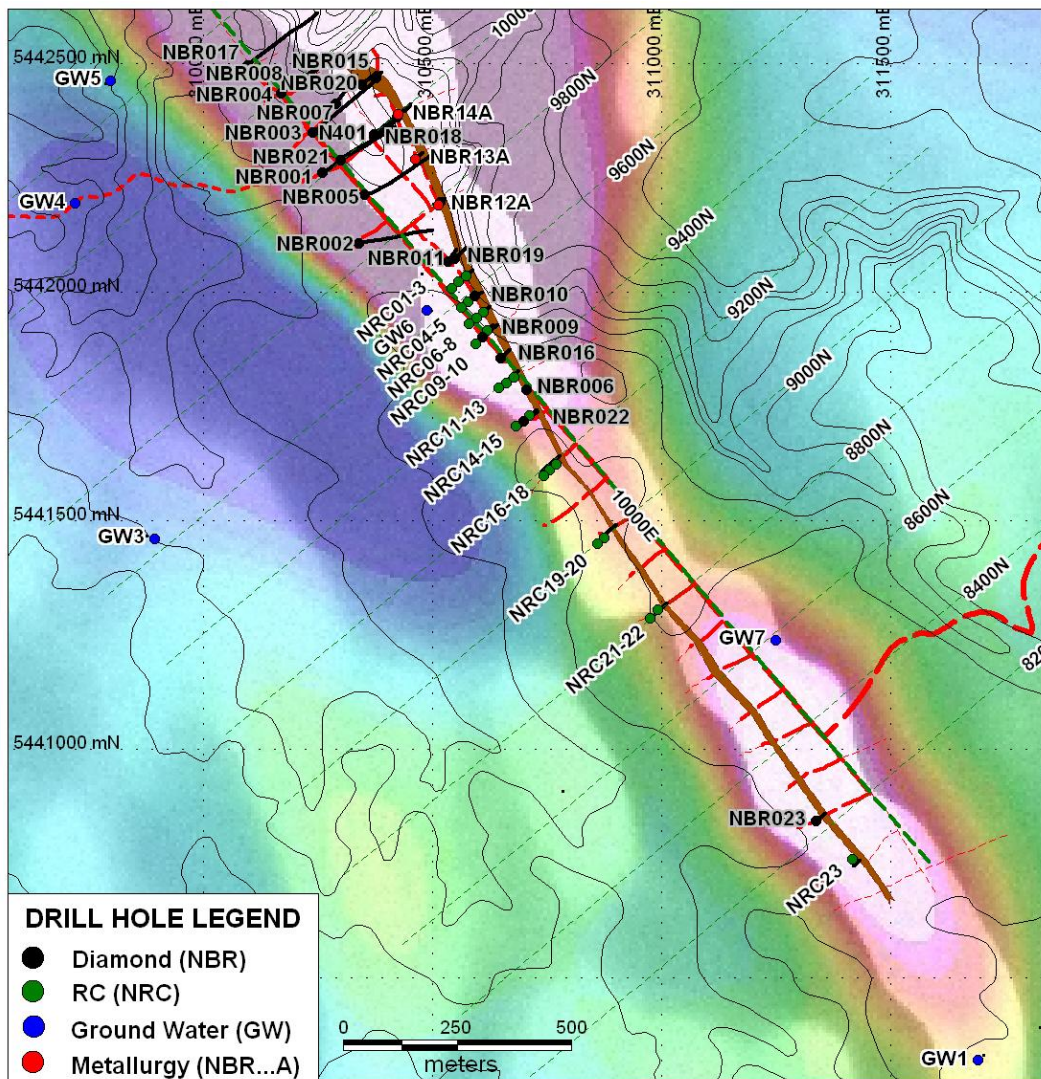 10000N
5442500 mN
310000 mE
310500 mE
311000 mE
311500 mE
NBR017
NBR015
GW5
NBR008
NBR020
NBR004
9800N
NBR007
NBR14A
NBR003
N401
NBR018
9600N
NBR021
NBR13A
NBR001
GW4
NBR005
NBR12A
9400N
NBR002
NBR011
NBR019
5442000 mN
NBR010
9200N
NRC01-3
GW6
NBR009
NRC04-5
NBR016
NRC06-8
9000N
NRC09-10
NBR006
NRC11-13
NBR022
8800N
NRC14-15
5441500 mN
NRC16-18
10000E
8600N
GW3
NRC19-20
8400N
GW7
NRC21-22
5441000 mN
NBR023
NRC23
DRILL HOLE LEGEND
Diamond (NBR)
RC (NRC)
Ground Water (GW)
Metallurgy (NBR...A)
0 250 500
meters
GW1